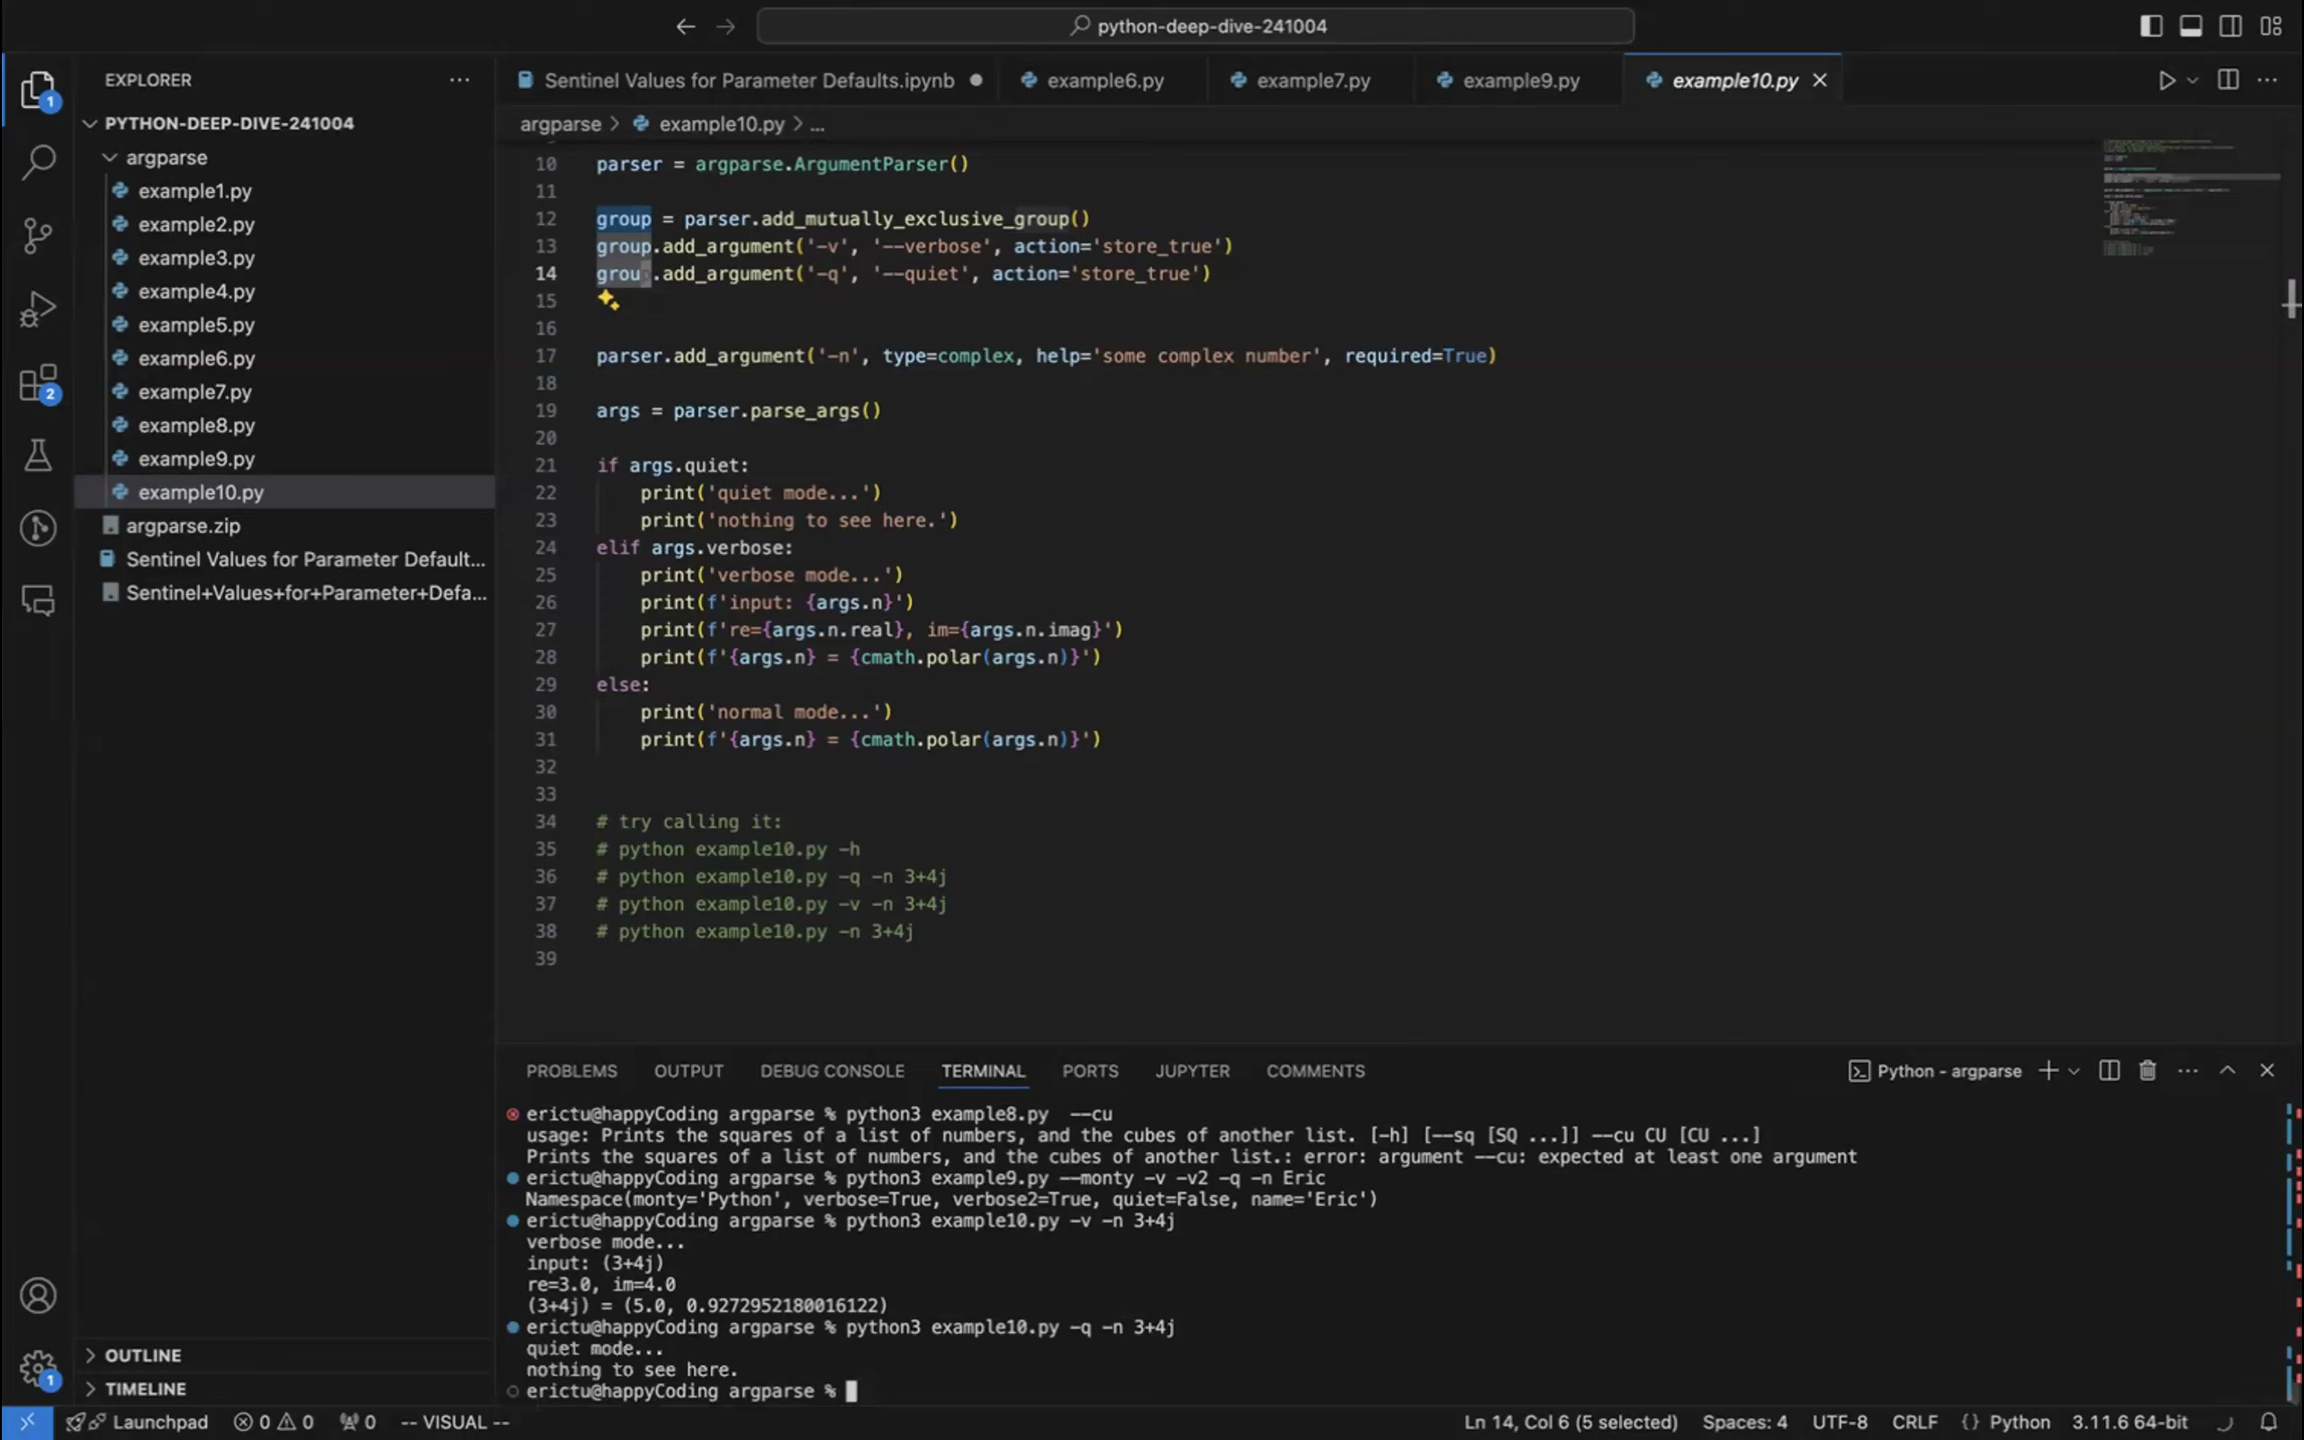 python-deep-dive-241004
EXPLORER
PYTHON-DEEP-DIVE-241004
argparse
example1.py
example2.py
example3.py
example4.py
example5.py
example6.py
example7.py
example8.py
example9.py
example10.py
argparse.zip
Sentinel Values for Parameter Default...
Sentinel+Values+for+Parameter+Defa...
OUTLINE
TIMELINE
1
2
1
Sentinel Values for Parameter Defaults.ipynb
example6.py
example7.py
example9.py
example10.py
argparse > example10.py > ...
10 parser = argparse.ArgumentParser()
11
12 group = parser.add_mutually_exclusive_group()
13 group.add_argument('-v', '--verbose', action='store_true')
14 group.add_argument('-q', '--quiet', action='store_true')
15
16
17 parser.add_argument('-n', type=complex, help='some complex number', required=True)
18
19 args = parser.parse_args()
20
21 if args.quiet:
22 print('quiet mode...')
23 print('nothing to see here.')
24 elif args.verbose:
25 print('verbose mode...')
26 print(f'input: {args.n}')
27 print(f're={args.n.real}, im={args.n.imag}')
28 print(f'{args.n} = {cmath.polar(args.n)}')
29 else:
30 print('normal mode...')
31 print(f'{args.n} = {cmath.polar(args.n)}')
32
33
34 # try calling it:
35 # python example10.py -h
36 # python example10.py -q -n 3+4j
37 # python example10.py -v -n 3+4j
38 # python example10.py -n 3+4j
39
PROBLEMS OUTPUT DEBUG CONSOLE TERMINAL PORTS JUPYTER COMMENTS
Python - argparse
erictu@happyCoding argparse % python3 example8.py  --cu
usage: Prints the squares of a list of numbers, and the cubes of another list. [-h] [--sq [SQ ...]] --cu CU [CU ...]
Prints the squares of a list of numbers, and the cubes of another list.: error: argument --cu: expected at least one argument
erictu@happyCoding argparse % python3 example9.py --monty -v -v2 -q -n Eric
Namespace(monty='Python', verbose=True, verbose2=True, quiet=False, name='Eric')
erictu@happyCoding argparse % python3 example10.py -v -n 3+4j
verbose mode...
input: (3+4j)
re=3.0, im=4.0
(3+4j) = (5.0, 0.9272952180016122)
erictu@happyCoding argparse % python3 example10.py -q -n 3+4j
quiet mode...
nothing to see here.
erictu@happyCoding argparse %
Launchpad 0 0 0 -- VISUAL -- Ln 14, Col 6 (5 selected) Spaces: 4 UTF-8 CRLF {} Python 3.11.6 64-bit